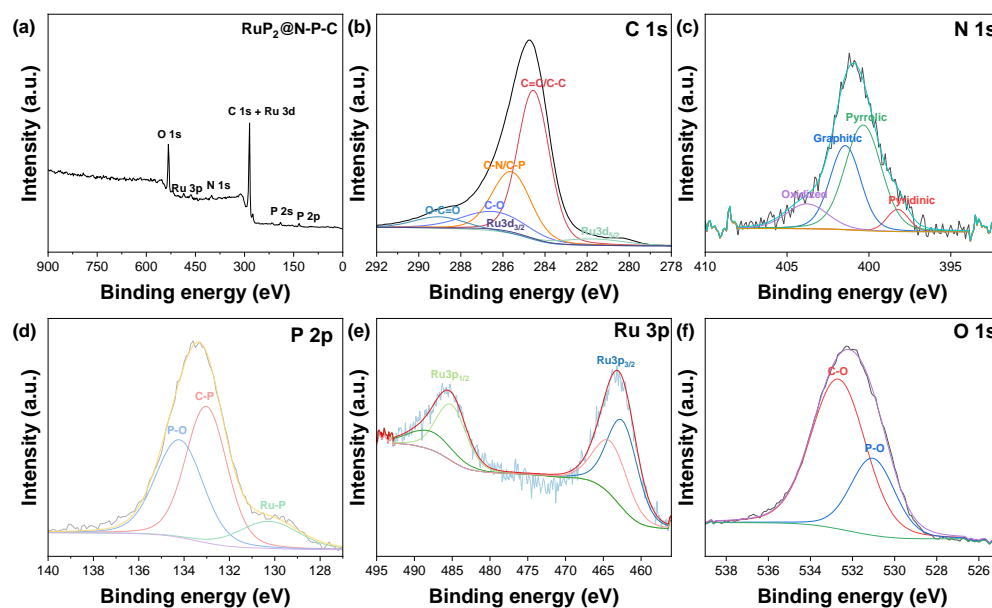 (a)
RuP₂@N-P-C
O 1s
C 1s + Ru 3d
Ru 3p
N 1s
P 2s
P 2p
Intensity (a.u.)
900 750 600 450 300 150 0
Binding energy (eV)
(b)
C 1s
C=C/C-C
C-N/C-P
C-O
O-C=O
Ru3d₃/₂
Ru3d₅/₂
Intensity (a.u.)
292 290 288 286 284 282 280 278
Binding energy (eV)
(c)
N 1s
Pyrrolic
Graphitic
Oxidized
Pyridinic
Intensity (a.u.)
410 405 400 395
Binding energy (eV)
(d)
P 2p
C-P
P-O
Ru-P
Intensity (a.u.)
140 138 136 134 132 130 128
Binding energy (eV)
(e)
Ru 3p
Ru3p₁/₂
Ru3p₃/₂
Intensity (a.u.)
495 490 485 480 475 470 465 460
Binding energy (eV)
(f)
O 1s
C-O
P-O
Intensity (a.u.)
538 536 534 532 530 528 526
Binding energy (eV)